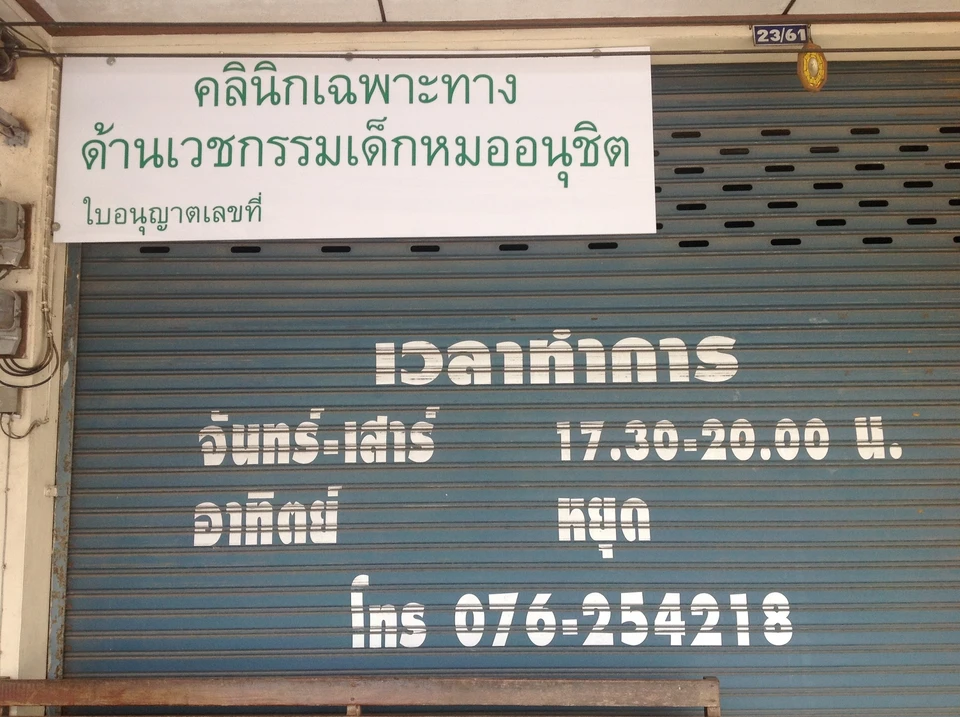 23/61
คลินิกเฉพาะทาง
ด้านเวชกรรมเด็กหมออนุชิต
ใบอนุญาตเลขที่
เวลาทำการ
จันทร์-เสาร์ 17.30-20.00 น.
อาทิตย์ หยุด
โทร 076-254218